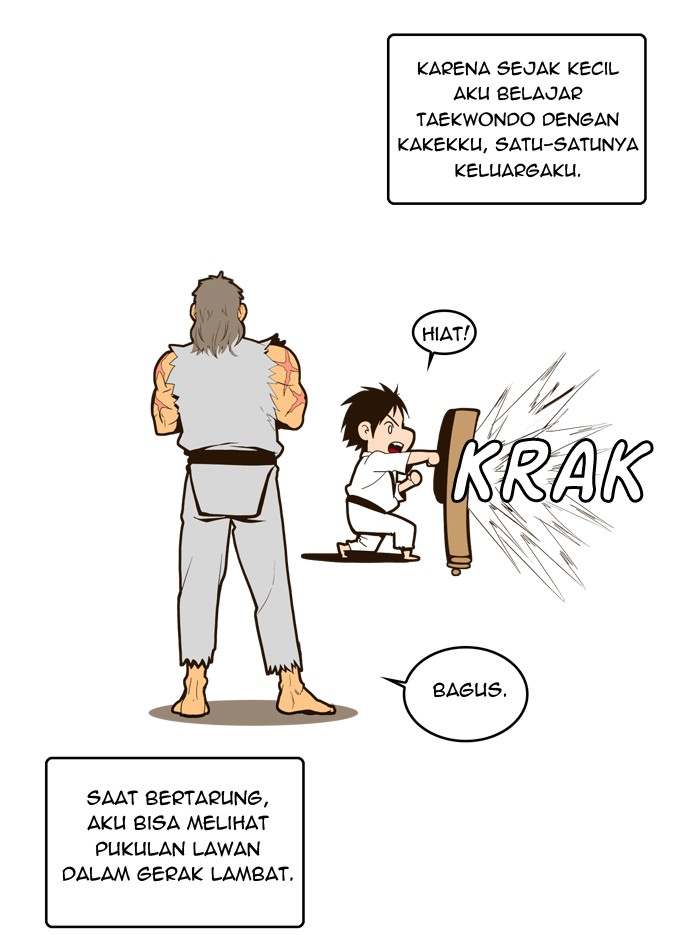 KARENA SEJAK KECIL
AKU BELAJAR
TAEKWONDO DENGAN
KAKEKKU, SATU-SATUNYA
KELUARGAKU.
HIAT!
KRAK
BAGUS.
SAAT BERTARUNG,
AKU BISA MELIHAT
PUKULAN LAWAN
DALAM GERAK LAMBAT.